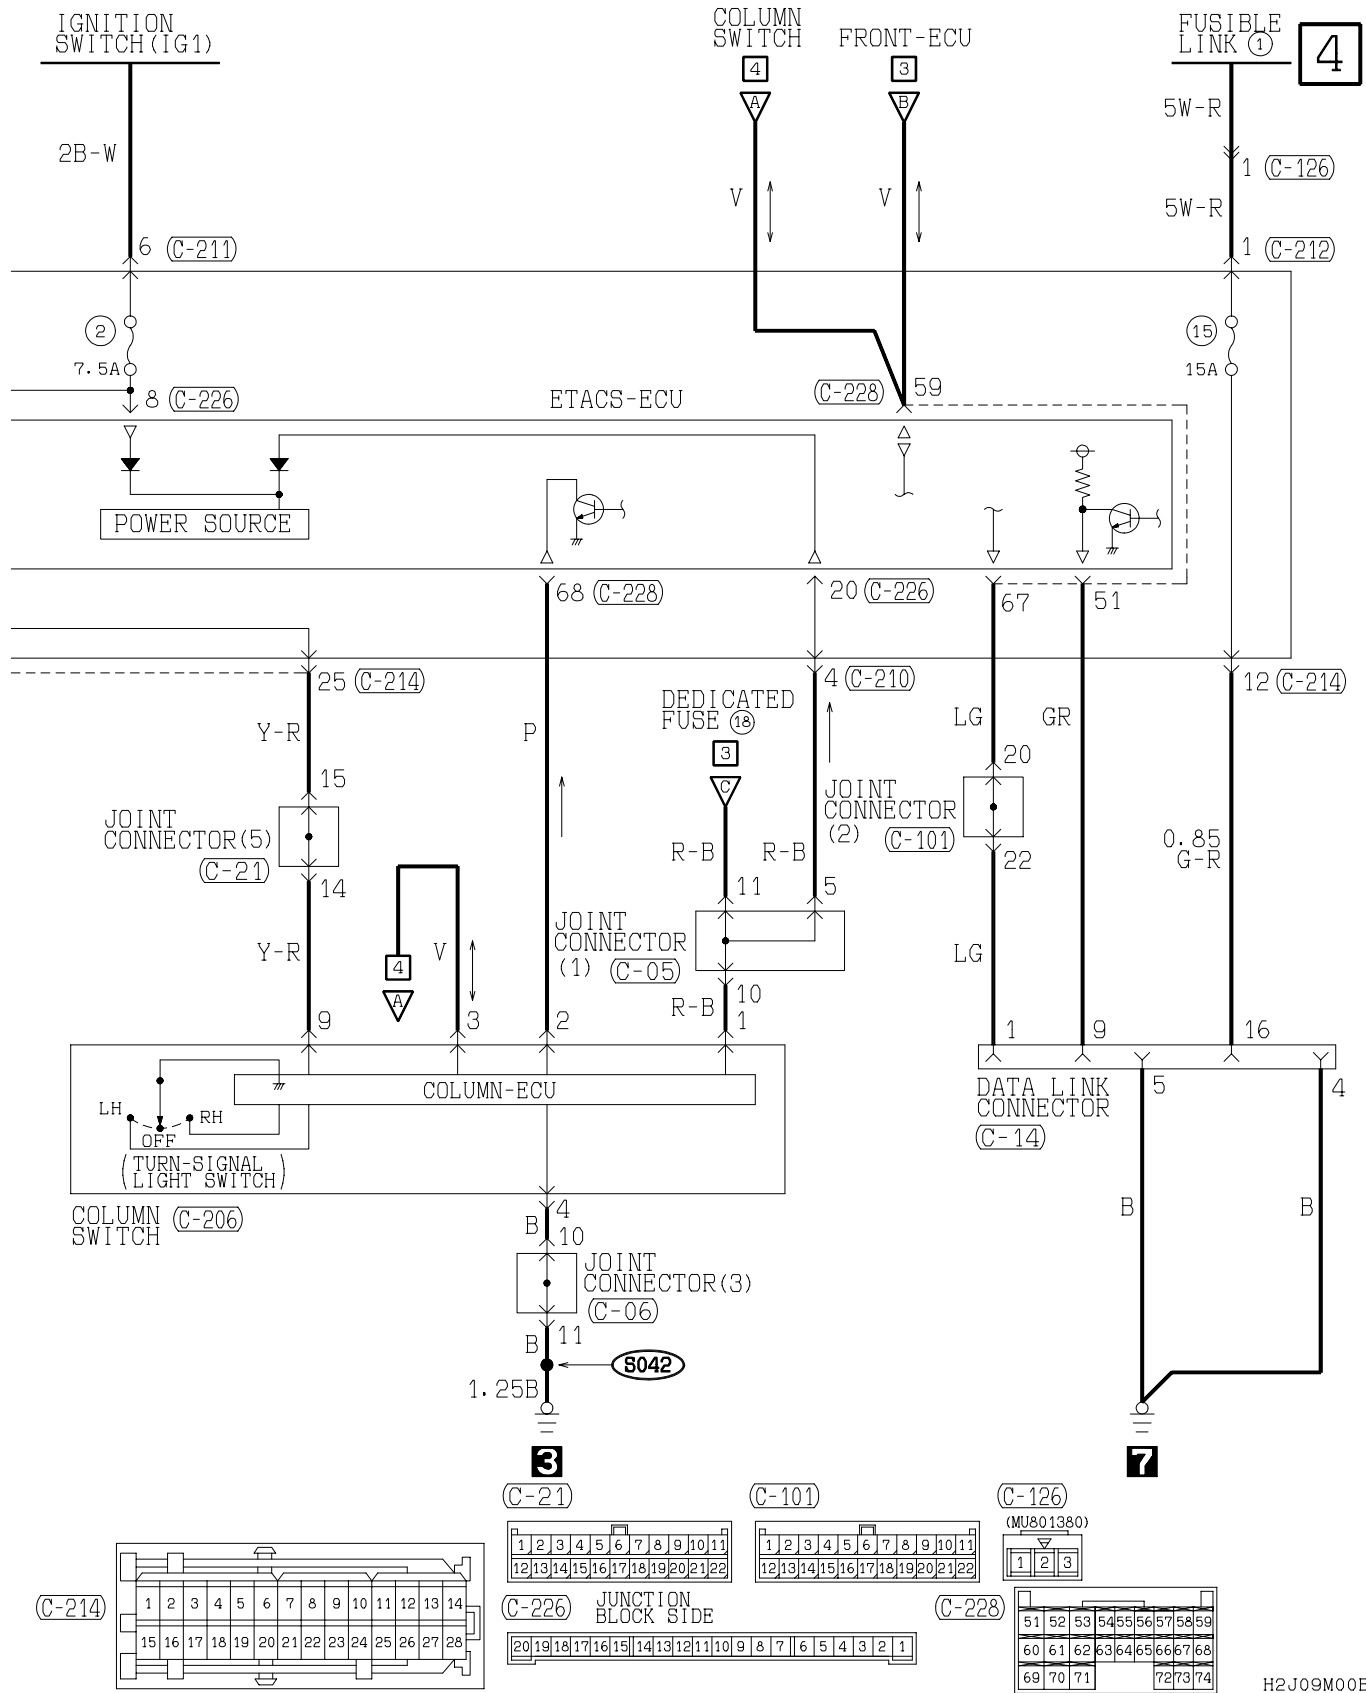 IGNITION
SWITCH(IG1)
COLUMN
SWITCH
FRONT-ECU
FUSIBLE
LINK 1
4
4
3
A
B
5W-R
2B-W
1 C-126
V
V
5W-R
6 C-211
1 C-212
2
7.5A
15
15A
8 C-226
ETACS-ECU
C-228
59
POWER SOURCE
68 C-228
20 C-226
67
51
25 C-214
4 C-210
12 C-214
DEDICATED
FUSE 18
3
C
Y-R
P
LG
GR
20
15
JOINT
CONNECTOR(5)
C-21
JOINT
CONNECTOR
(2)
C-101
0.85
G-R
R-B
R-B
22
14
11
5
JOINT
CONNECTOR
(1)
C-05
Y-R
4
A
V
LG
10
R-B
9
3
2
1
1
9
16
COLUMN-ECU
5
4
DATA LINK
CONNECTOR
C-14
LH
RH
OFF
(TURN-SIGNAL
LIGHT SWITCH)
COLUMN
SWITCH
C-206
4
B
10
B
B
JOINT
CONNECTOR(3)
C-06
11
B
S042
1.25B
3
7
C-21
C-101
C-126
(MU801380)
1 2 3 4 5 6 7 8 9 10 11
12 13 14 15 16 17 18 19 20 21 22
1 2 3 4 5 6 7 8 9 10 11
12 13 14 15 16 17 18 19 20 21 22
1 2 3
C-214
1 2 3 4 5 6 7 8 9 10 11 12 13 14
15 16 17 18 19 20 21 22 23 24 25 26 27 28
C-226
JUNCTION
BLOCK SIDE
20 19 18 17 16 15 14 13 12 11 10 9 8 7 6 5 4 3 2 1
C-228
51 52 53 54 55 56 57 58 59
60 61 62 63 64 65 66 67 68
69 70 71 72 73 74